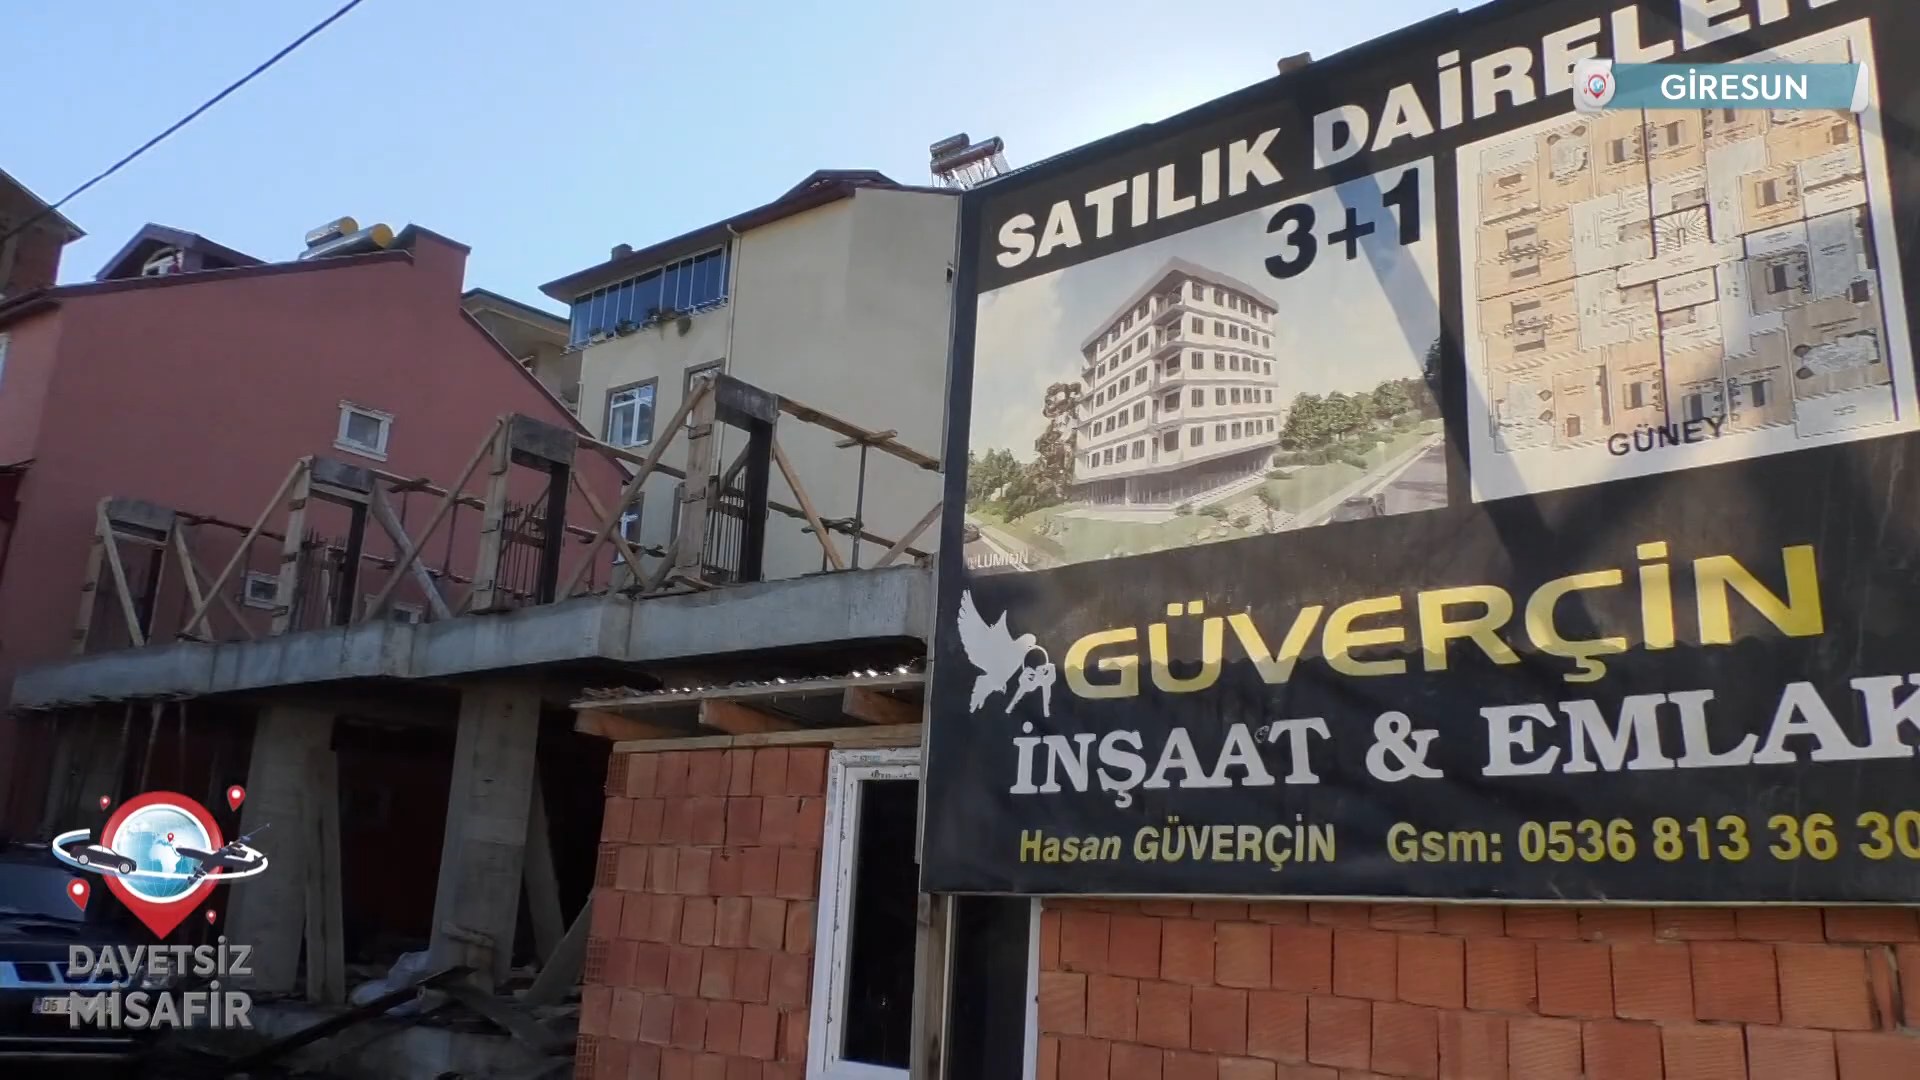 GİRESUN
SATILIK DAİRELER
3+1
GÜNEY
LUMION
GÜVERÇİN
İNŞAAT & EMLAK
Hasan GÜVERÇİN Gsm: 0536 813 36 30
DAVETSİZ
MİSAFİR